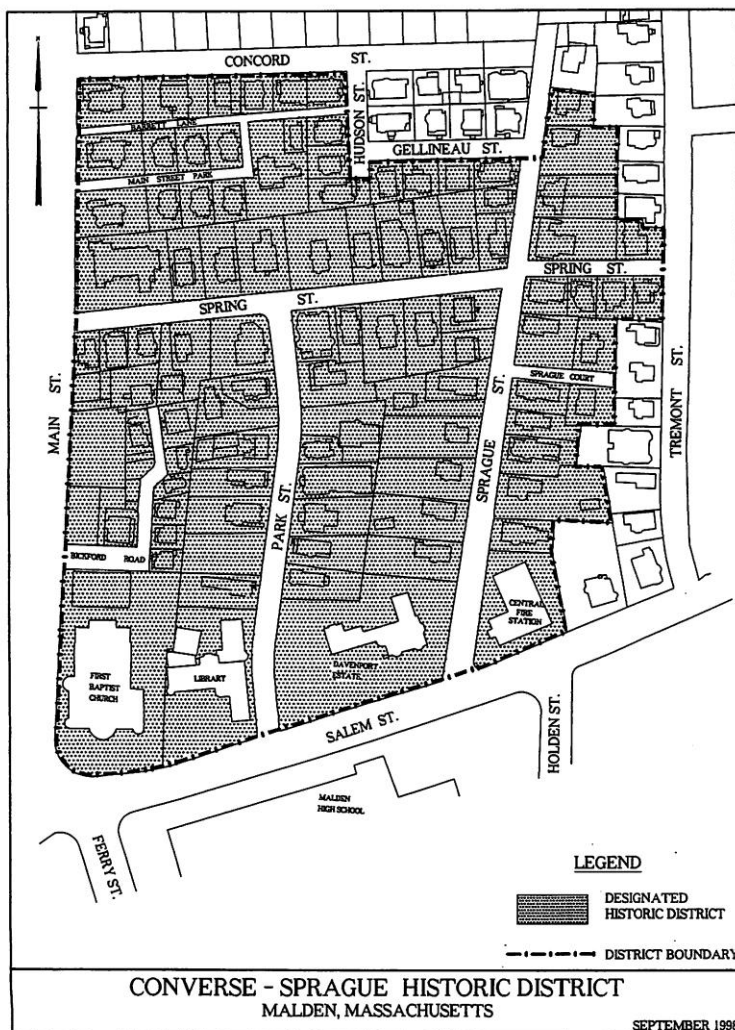 CONCORD ST.
HUDSON ST.
BARRETT LANE
GELLINEAU ST.
MAIN STREET PARK
SPRING ST.
SPRING ST.
MAIN ST.
SPRAGUE COURT
TREMONT ST.
SPRAGUE ST.
PARK ST.
BICKFORD ROAD
CENTRAL
FIRE
STATION
FIRST
BAPTIST
CHURCH
LIBRARY
DAVENPORT
ESTATE
SALEM ST.
HOLDEN ST.
MALDEN
HIGH SCHOOL
FERRY ST.
LEGEND
DESIGNATED
HISTORIC DISTRICT
DISTRICT BOUNDARY
CONVERSE - SPRAGUE HISTORIC DISTRICT
MALDEN, MASSACHUSETTS
SEPTEMBER 1998